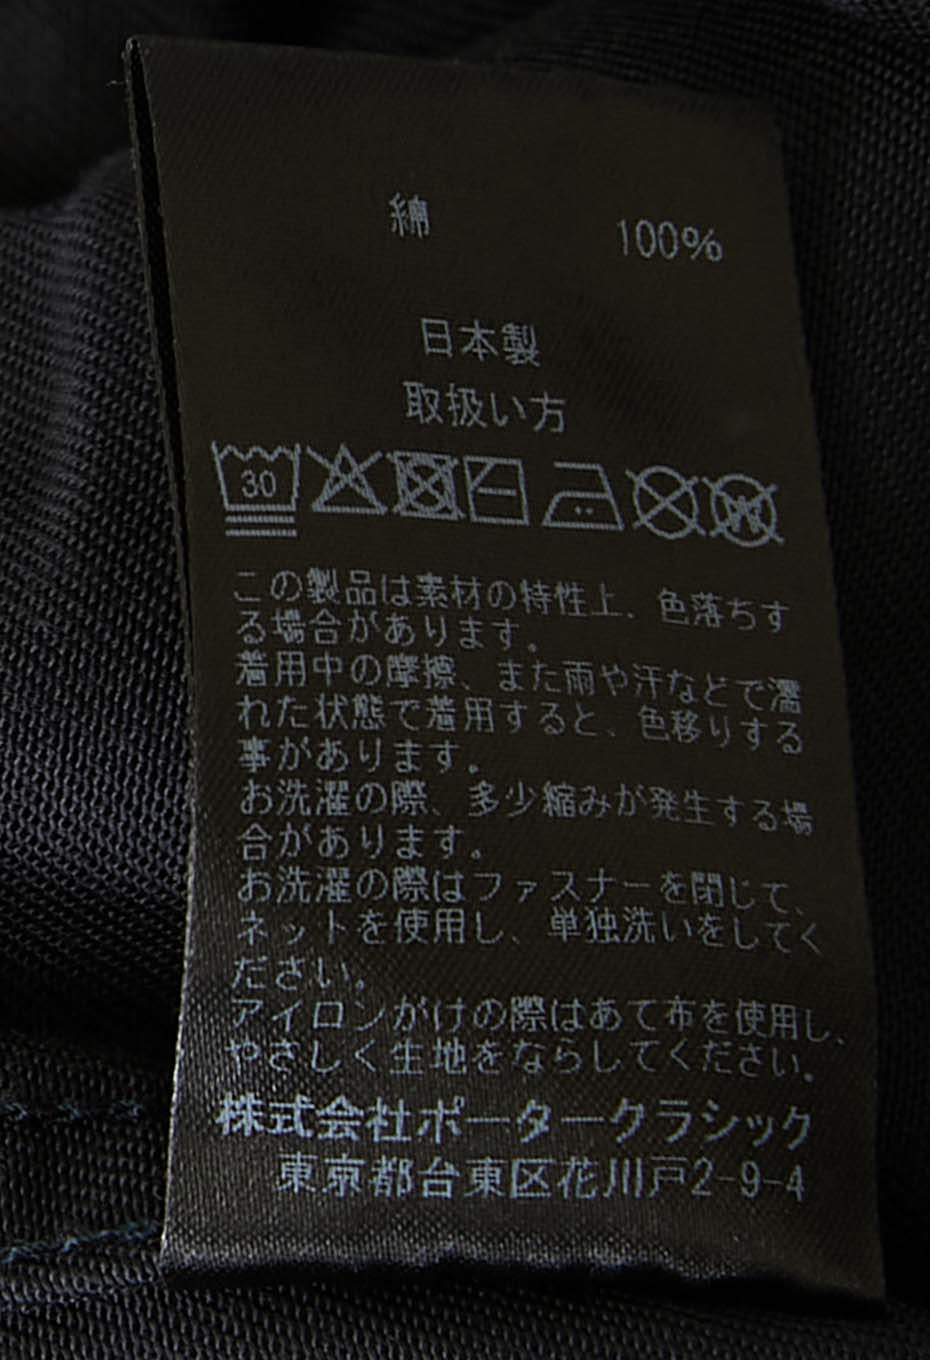 綿 100%
日本製
取扱い方
30
W
この製品は素材の特性上、色落ちす
る場合があります。
着用中の摩擦、また雨や汗などで濡
れた状態で着用すると、色移りする
事があります。
お洗濯の際、多少縮みが発生する場
合があります。
お洗濯の際はファスナーを閉じて、
ネットを使用し、単独洗いをしてく
ださい。
アイロンがけの際はあて布を使用し、
やさしく生地をならしてください。
株式会社ポータークラシック
東京都台東区花川戸2-9-4